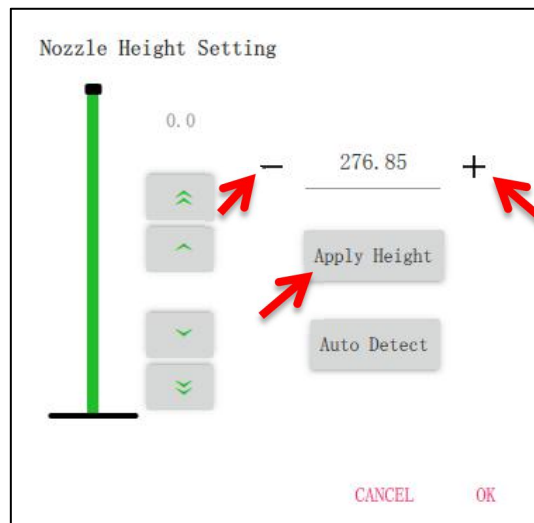 Nozzle Height Setting
0.0
− 276.85 +
Apply Height
Auto Detect
CANCEL OK